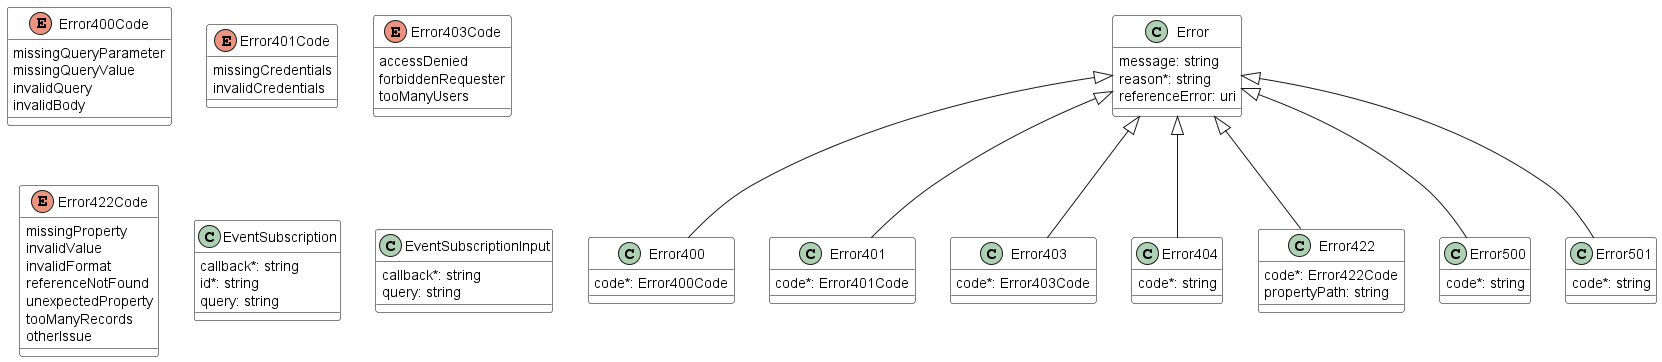 E Error400Code
missingQueryParameter
missingQueryValue
invalidQuery
invalidBody
E Error401Code
missingCredentials
invalidCredentials
E Error403Code
accessDenied
forbiddenRequester
tooManyUsers
C Error
message: string
reason*: string
referenceError: uri
E Error422Code
missingProperty
invalidValue
invalidFormat
referenceNotFound
unexpectedProperty
tooManyRecords
otherIssue
C EventSubscription
callback*: string
id*: string
query: string
C EventSubscriptionInput
callback*: string
query: string
C Error400
code*: Error400Code
C Error401
code*: Error401Code
C Error403
code*: Error403Code
C Error404
code*: string
C Error422
code*: Error422Code
propertyPath: string
C Error500
code*: string
C Error501
code*: string